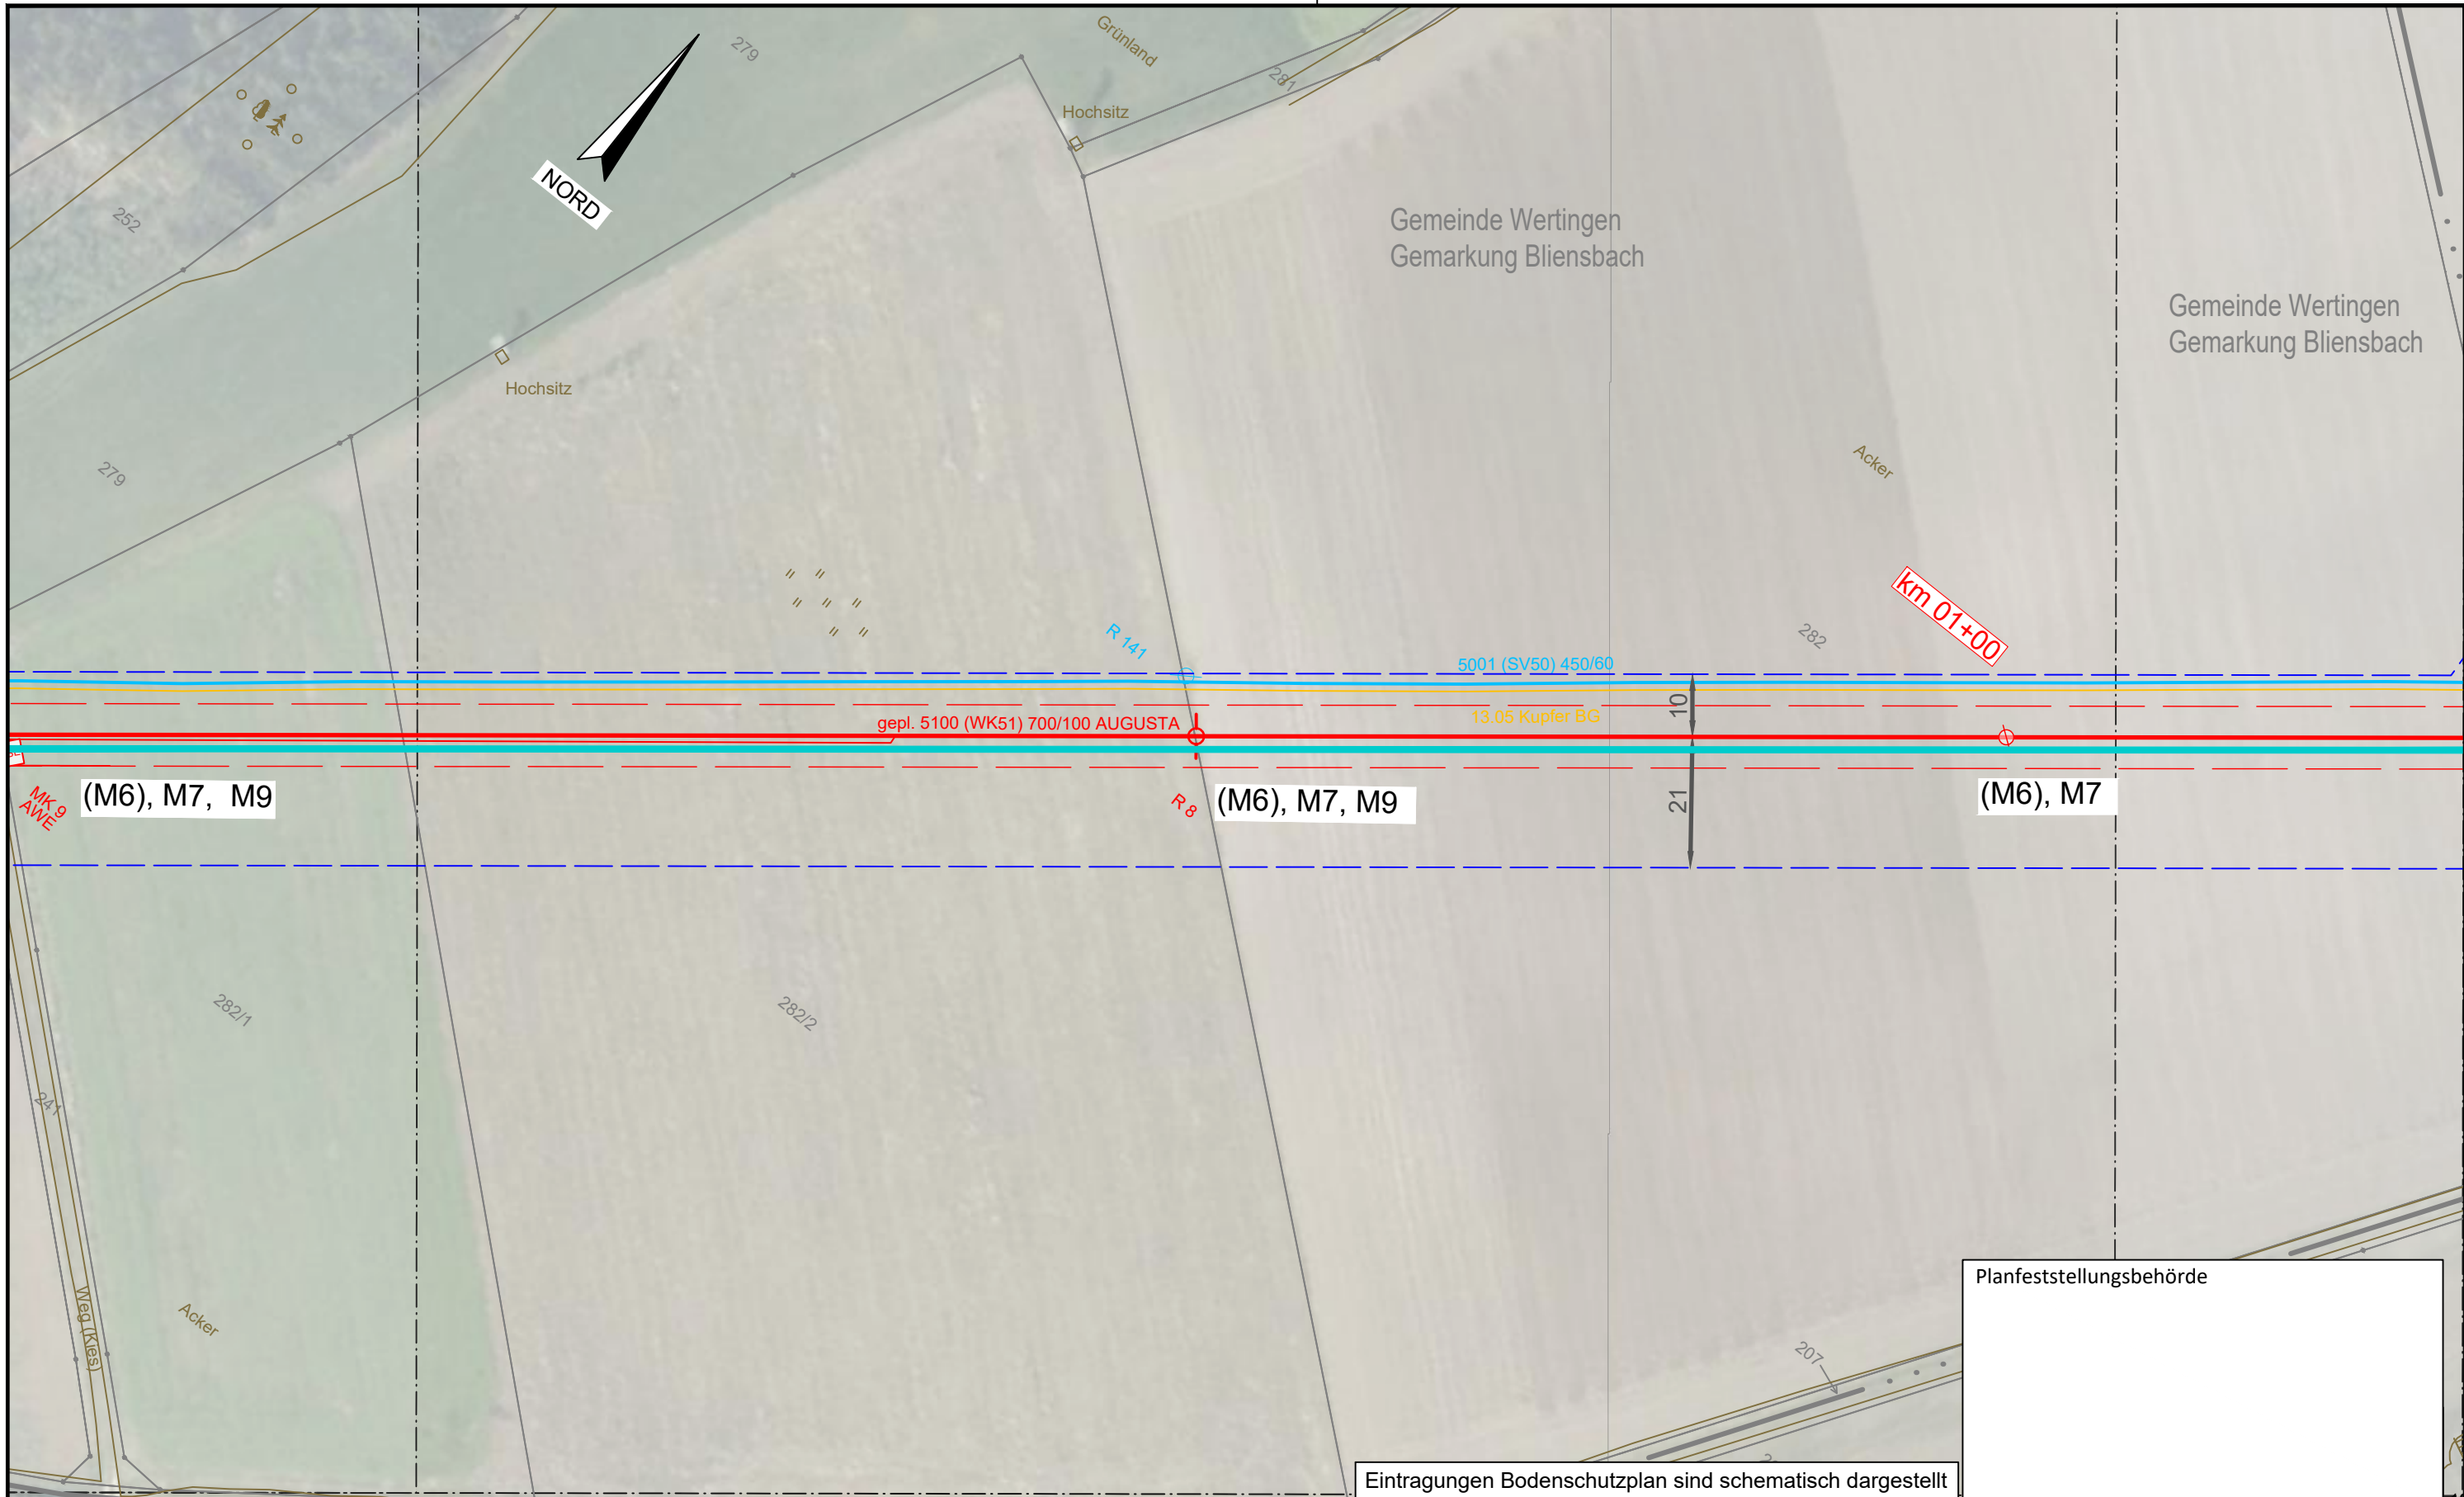 279
Grünland
281
Hochsitz
NORD
252
Gemeinde Wertingen
Gemarkung Bliensbach
Gemeinde Wertingen
Gemarkung Bliensbach
Hochsitz
279
Acker
km 01+00
282
R 141
5001 (SV50) 450/60
10
13.05 Kupfer BG
gepl. 5100 (WK51) 700/100 AUGUSTA
MK 9
AWE
(M6), M7, M9
R 8
(M6), M7, M9
21
(M6), M7
282/1
282/2
241
Weg (Kies)
Acker
Planfeststellungsbehörde
207
Eintragungen Bodenschutzplan sind schematisch dargestellt